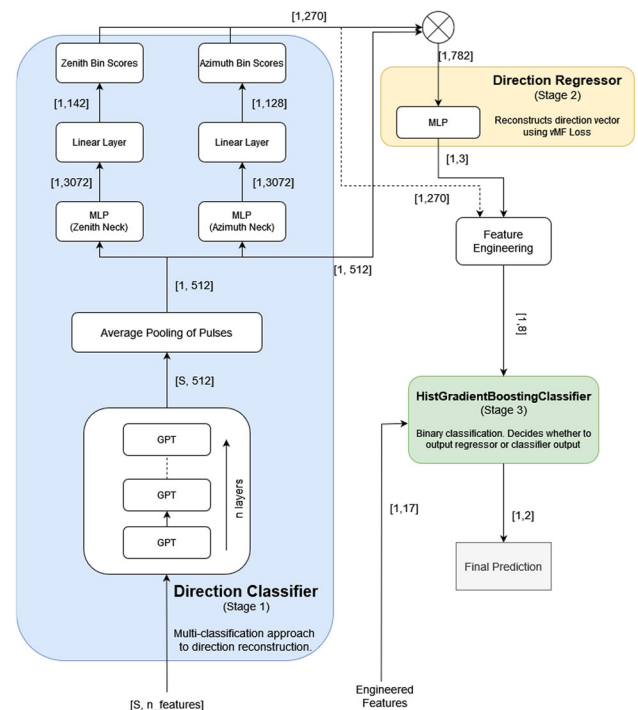 [1,270]
[1,782]
Zenith Bin Scores
Azimuth Bin Scores
Direction Regressor
(Stage 2)
Reconstructs direction vector
using vMF Loss
MLP
[1,142]
[1,128]
Linear Layer
Linear Layer
[1,3]
[1,3072]
[1,3072]
[1,270]
MLP
(Zenith Neck)
MLP
(Azimuth Neck)
Feature
Engineering
[1, 512]
[1, 512]
Average Pooling of Pulses
[1,8]
[S, 512]
HistGradientBoostingClassifier
(Stage 3)
Binary classification. Decides whether to
output regressor or classifier output
GPT
GPT
GPT
n layers
[1,17]
[1,2]
Final Prediction
Direction Classifier
(Stage 1)
Multi-classification approach
to direction reconstruction.
[S, n_features]
Engineered
Features